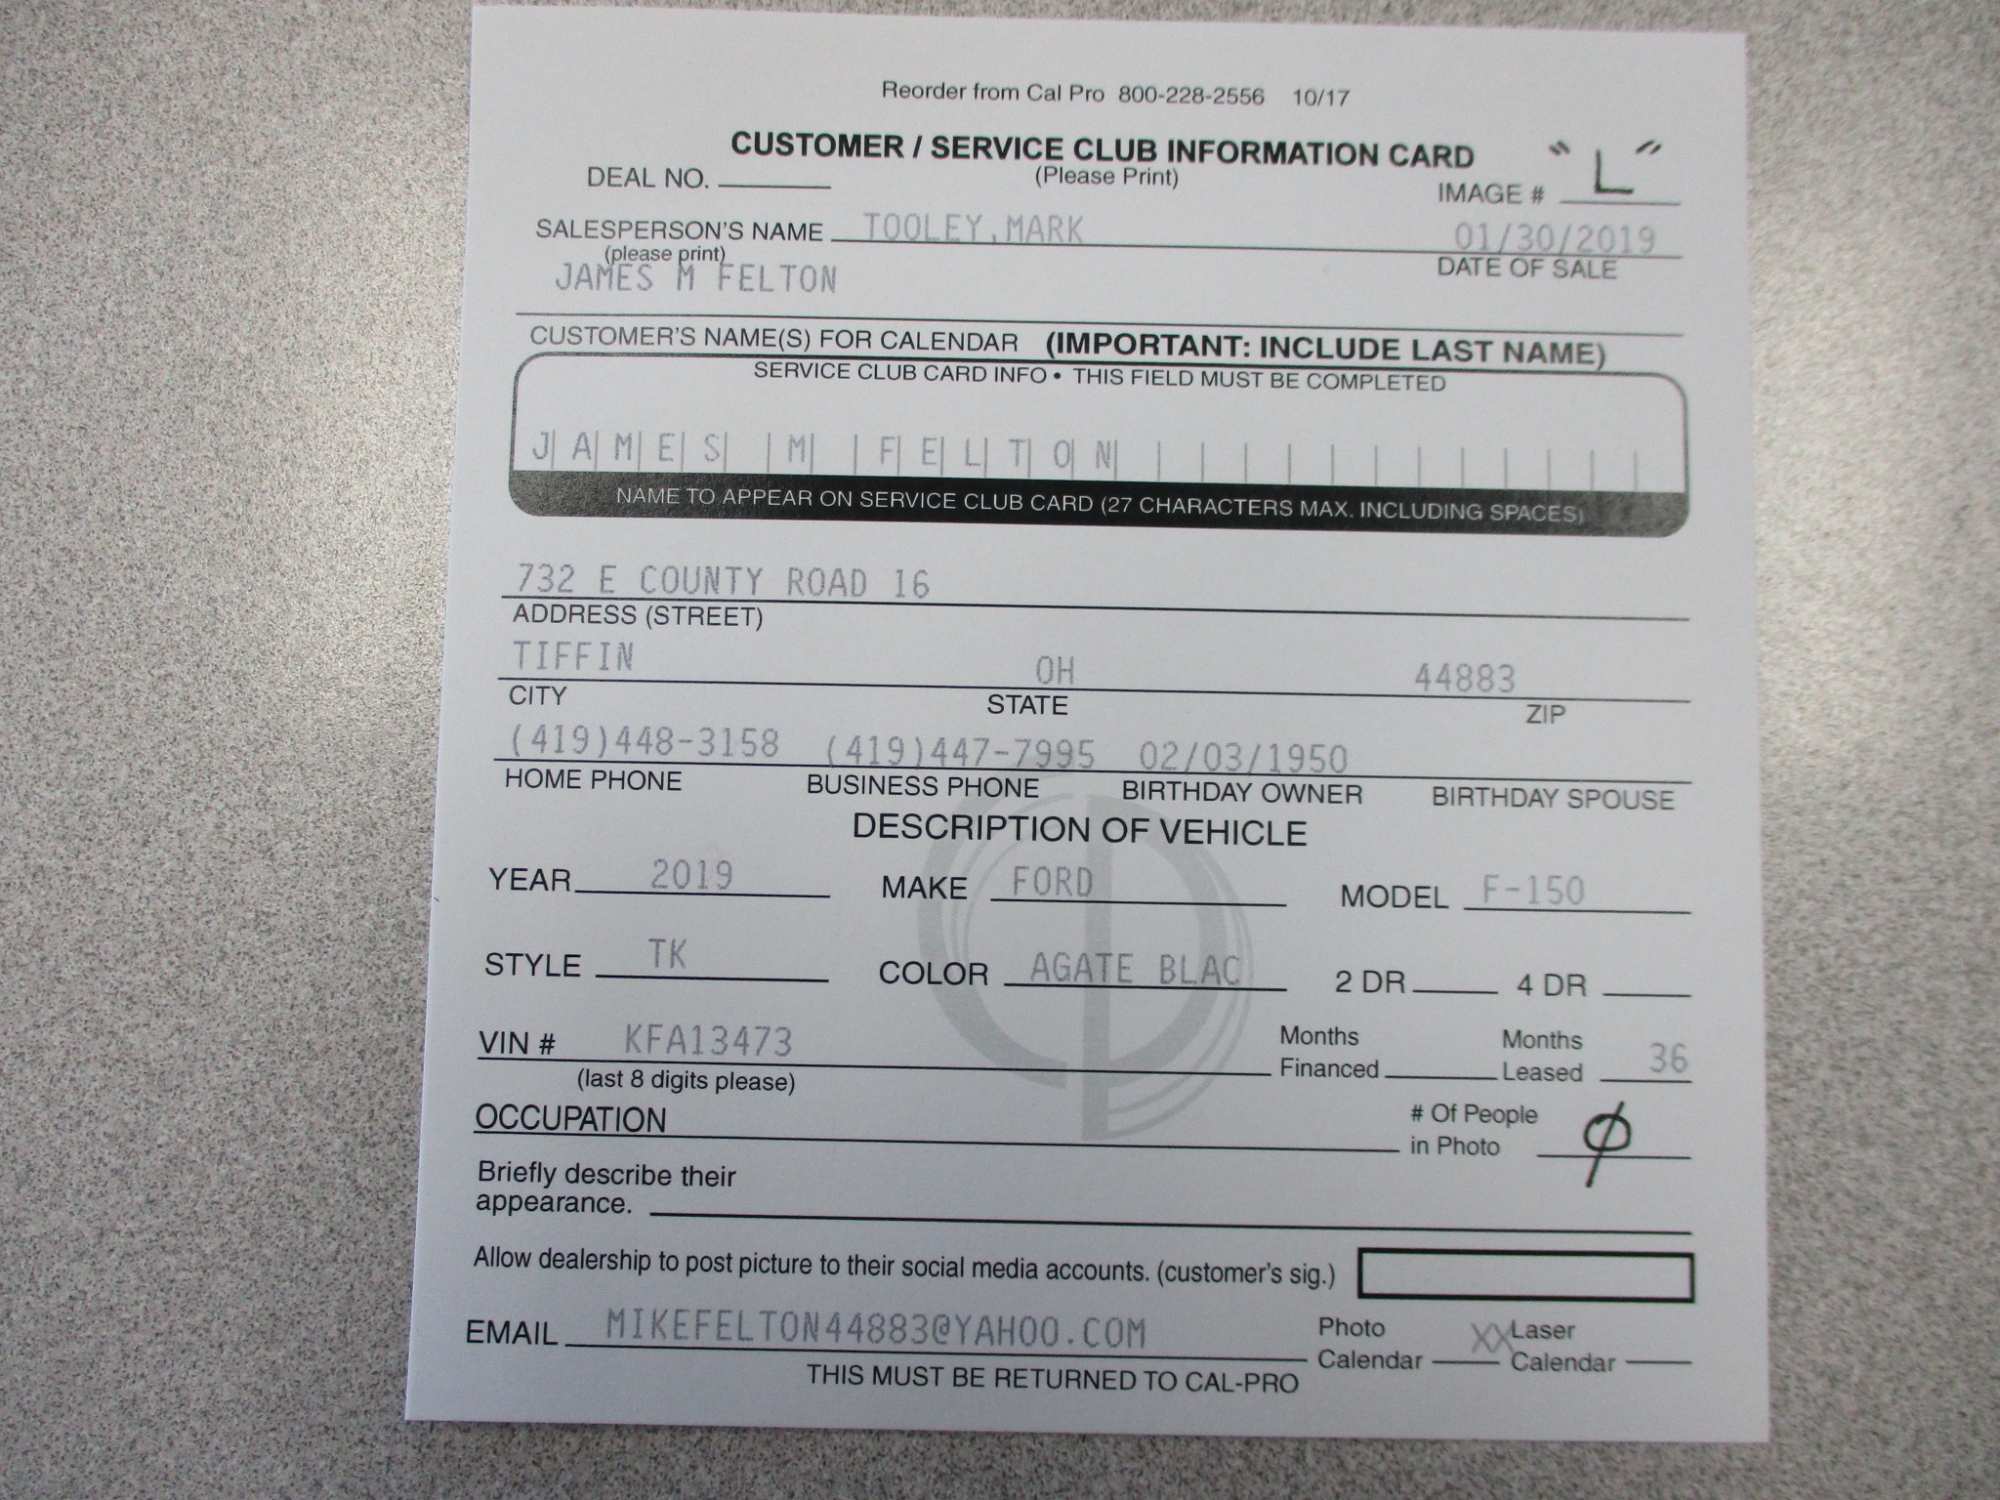 Reorder from Cal Pro 800-228-2556 10/17
CUSTOMER / SERVICE CLUB INFORMATION CARD
DEAL NO. (Please Print) IMAGE # "L"
SALESPERSON'S NAME TOOLEY,MARK 01/30/2019
(please print) DATE OF SALE
JAMES M FELTON
CUSTOMER'S NAME(S) FOR CALENDAR (IMPORTANT: INCLUDE LAST NAME)
SERVICE CLUB CARD INFO • THIS FIELD MUST BE COMPLETED
J A M E S M F E L T O N
NAME TO APPEAR ON SERVICE CLUB CARD (27 CHARACTERS MAX. INCLUDING SPACES)
732 E COUNTY ROAD 16
ADDRESS (STREET)
TIFFIN OH 44883
CITY STATE ZIP
(419)448-3158 (419)447-7995 02/03/1950
HOME PHONE BUSINESS PHONE BIRTHDAY OWNER BIRTHDAY SPOUSE
DESCRIPTION OF VEHICLE
YEAR 2019 MAKE FORD MODEL F-150
STYLE TK COLOR AGATE BLAC 2 DR 4 DR
VIN # KFA13473 Months Financed Months Leased 36
(last 8 digits please)
OCCUPATION # Of People in Photo ϕ
Briefly describe their
appearance.
Allow dealership to post picture to their social media accounts. (customer's sig.)
EMAIL MIKEFELTON44883@YAHOO.COM Photo Calendar XX Laser Calendar
THIS MUST BE RETURNED TO CAL-PRO